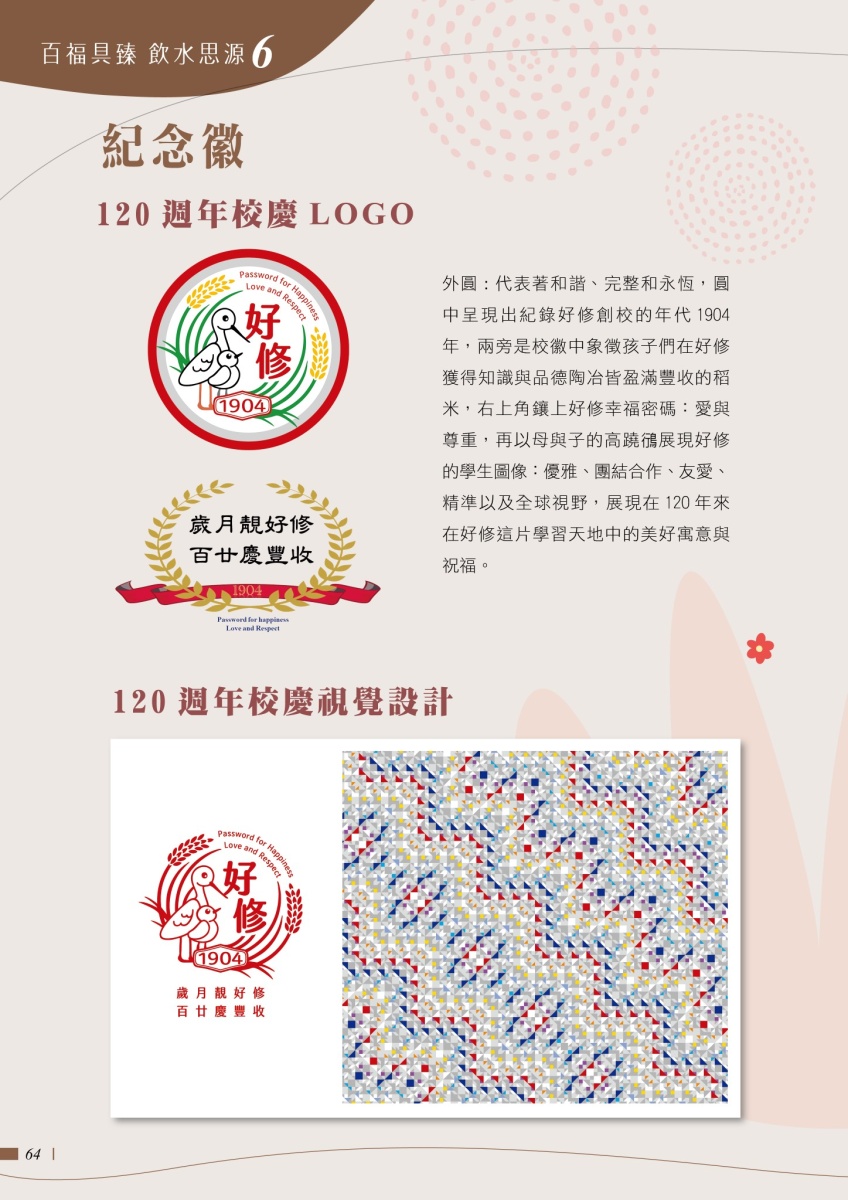 百福具臻 飲水思源6
紀念徽
120 週年校慶 LOGO
Password for Happiness
Love and Respect
好
修
1904
外圓：代表著和諧、完整和永恆，圓
中呈現出紀錄好修創校的年代 1904
年，兩旁是校徽中象徵孩子們在好修
獲得知識與品德陶冶皆盈滿豐收的稻
米，右上角鑲上好修幸福密碼：愛與
尊重，再以母與子的高蹺鴴展現好修
的學生圖像：優雅、團結合作、友愛、
精準以及全球視野，展現在 120 年來
在好修這片學習天地中的美好寓意與
祝福。
歲月靚好修
百廿慶豐收
1904
Password for happiness
Love and Respect
120 週年校慶視覺設計
Password for Happiness
Love and Respect
好
修
1904
歲月靚好修
百廿慶豐收
64